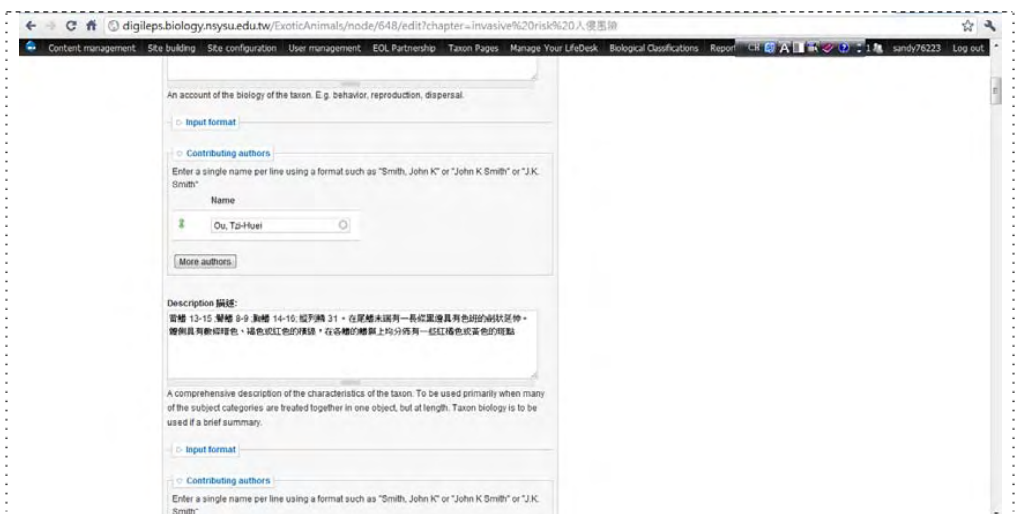 digileps.biology.nsysu.edu.tw/ExoticAnimals/node/648/edit?chapter=invasive%20risk%20入侵風險
Content management Site building Site configuration User management EOL Partnership Taxon Pages Manage Your LifeDesk Biological Classifications Report CH sandy76223 Log out
An account of the biology of the taxon. E.g. behavior, reproduction, dispersal.
Input format
Contributing authors
Enter a single name per line using a format such as "Smith, John K" or "John K Smith" or "J.K.
Smith"
Name
Ou, Tzi-Huei
More authors
Description 描述:
背鰭 13-15 ;臀鰭 8-9 ;胸鰭 14-16; 縱列鱗 31。在尾鰭末端有一長條黑邊具有色斑的劍狀延伸。
體側具有數條暗色、褐色或紅色的橫線。在各鰭的鰭膜上均分佈有一些紅橘色或黃色的斑點
A comprehensive description of the characteristics of the taxon. To be used primarily when many
of the subject categories are treated together in one object, but at length. Taxon biology is to be
used if a brief summary.
Input format
Contributing authors
Enter a single name per line using a format such as "Smith, John K" or "John K Smith" or "J.K.
Smith"